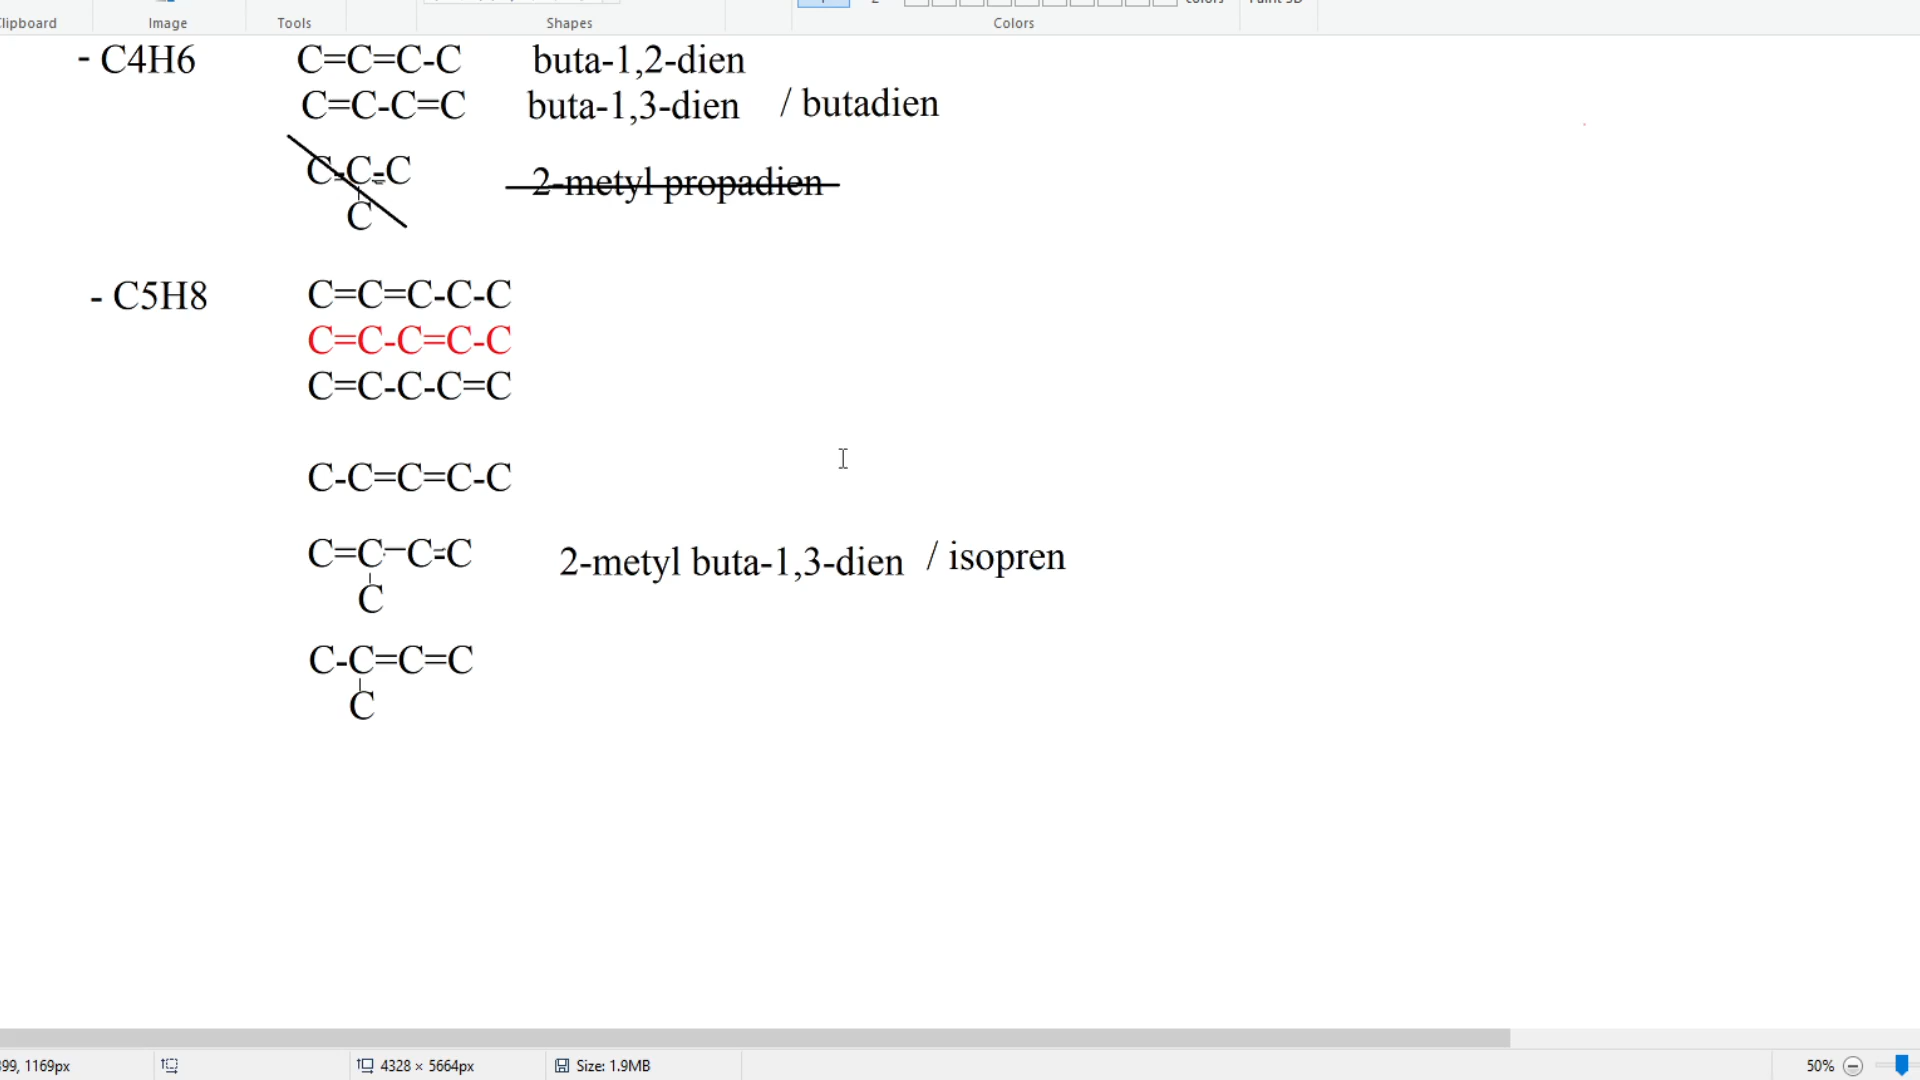 Clipboard Image Tools Shapes Colors
- C4H6 C=C=C-C buta-1,2-dien
C=C-C=C buta-1,3-dien / butadien
C=C=C 2-metyl propadien
C
- C5H8 C=C=C-C-C
C=C-C=C-C
C=C-C-C=C
C-C=C=C-C
C=C-C=C 2-metyl buta-1,3-dien / isopren
C
C-C=C=C
C
99, 1169px 4328 × 5664px Size: 1.9MB 50%